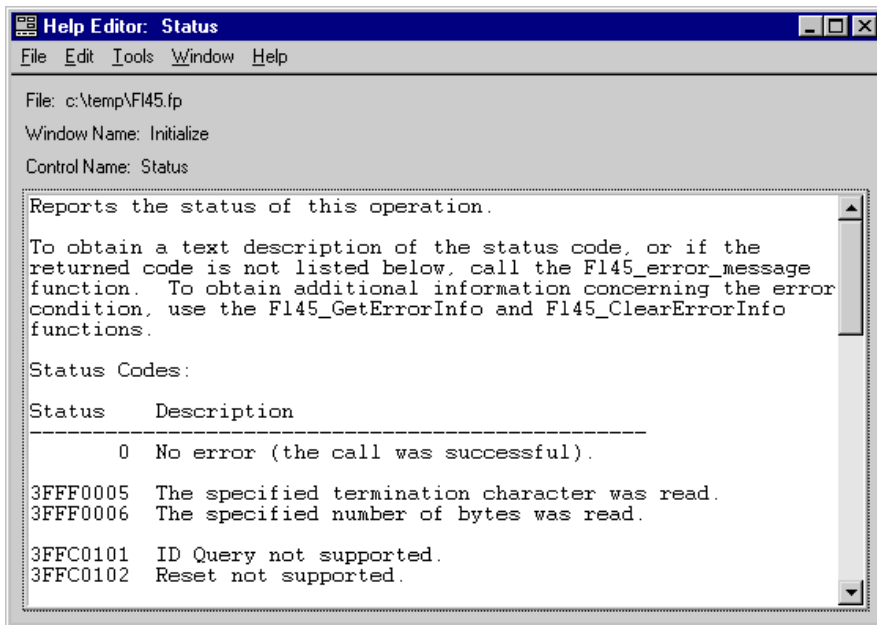 Help Editor: Status
File Edit Tools Window Help
File: c:\temp\Fl45.fp
Window Name: Initialize
Control Name: Status
Reports the status of this operation.
To obtain a text description of the status code, or if the
returned code is not listed below, call the Fl45_error_message
function. To obtain additional information concerning the error
condition, use the Fl45_GetErrorInfo and Fl45_ClearErrorInfo
functions.
Status Codes:
Status Description
--------------------------------------------------
0 No error (the call was successful).
3FFF0005 The specified termination character was read.
3FFF0006 The specified number of bytes was read.
3FFC0101 ID Query not supported.
3FFC0102 Reset not supported.